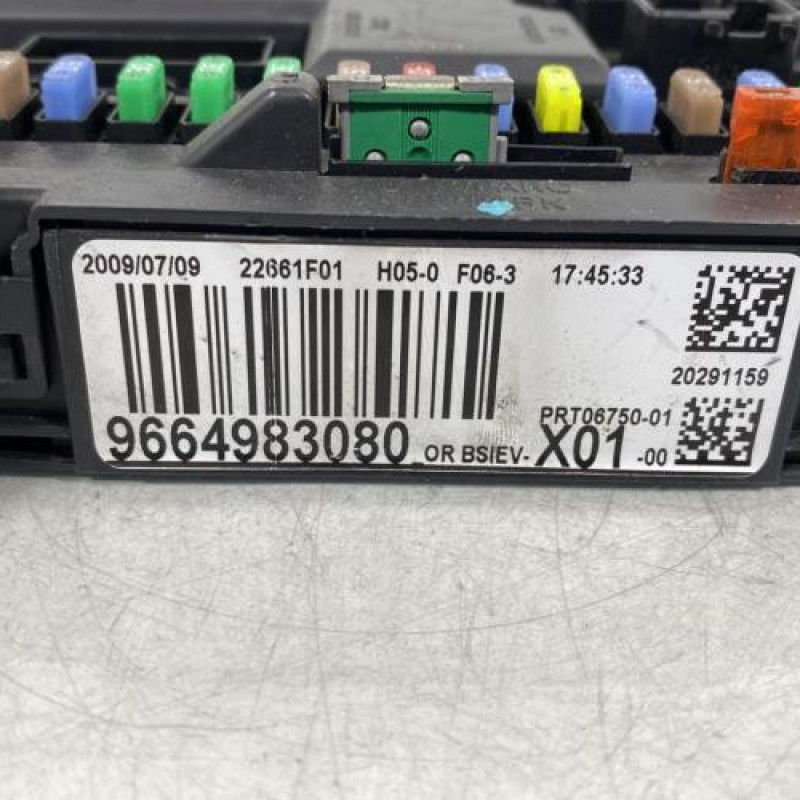 2009/07/09 22661F01 H05-0 F06-3 17:45:33
20291159
PRT06750-01
9664983080 OR BSIEV- X01 -00